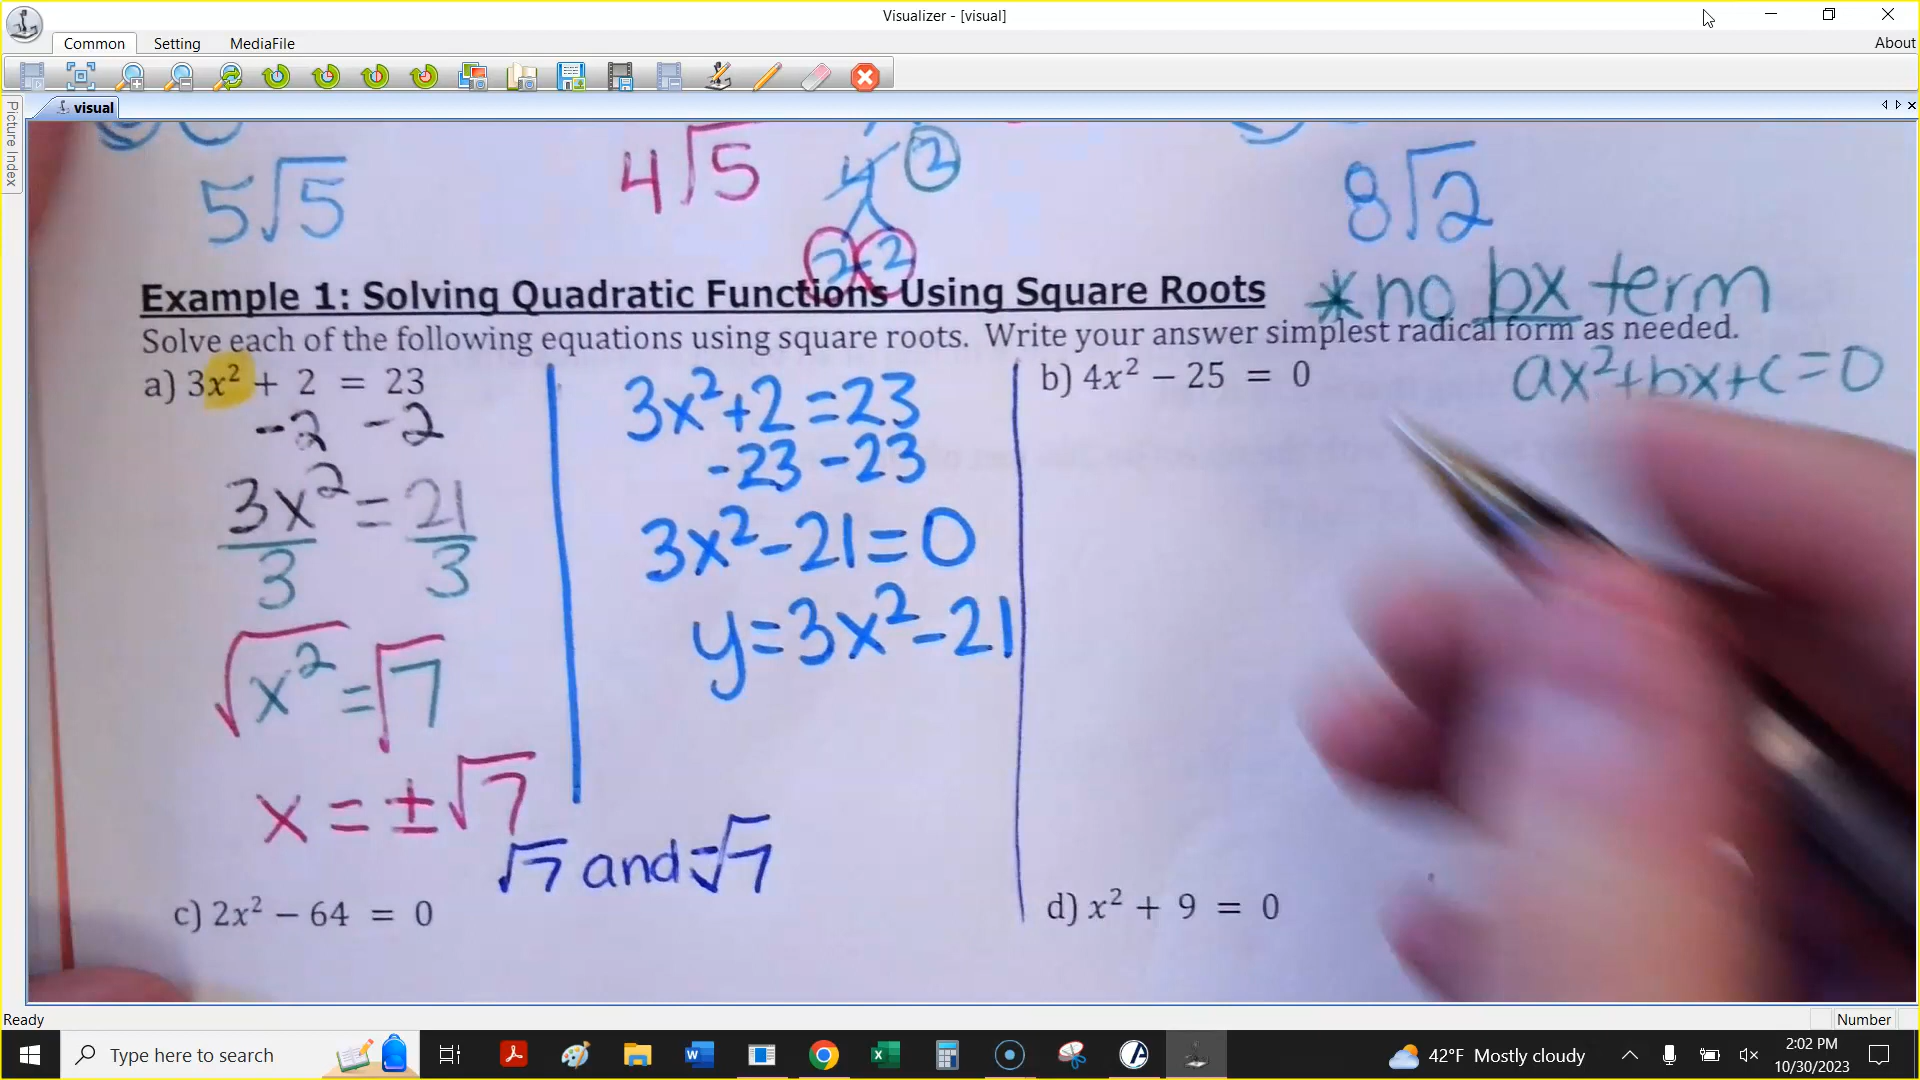 Visualizer - [visual]
Common Setting MediaFile
About
visual
Picture Index
5√5
4√5
4 2
2 · 2
8√2
Example 1: Solving Quadratic Functions Using Square Roots
*no bx term
Solve each of the following equations using square roots. Write your answer simplest radical form as needed.
ax²+bx+c=0
a) 3x² + 2 = 23
-2 -2
3x² = 21
3 3
√x² = √7
x = ±√7
√7 and -√7
3x²+2=23
-23 -23
3x²-21=0
y=3x²-21
b) 4x² − 25 = 0
c) 2x² − 64 = 0
d) x² + 9 = 0
Ready
Number
Type here to search
42°F Mostly cloudy
2:02 PM
10/30/2023